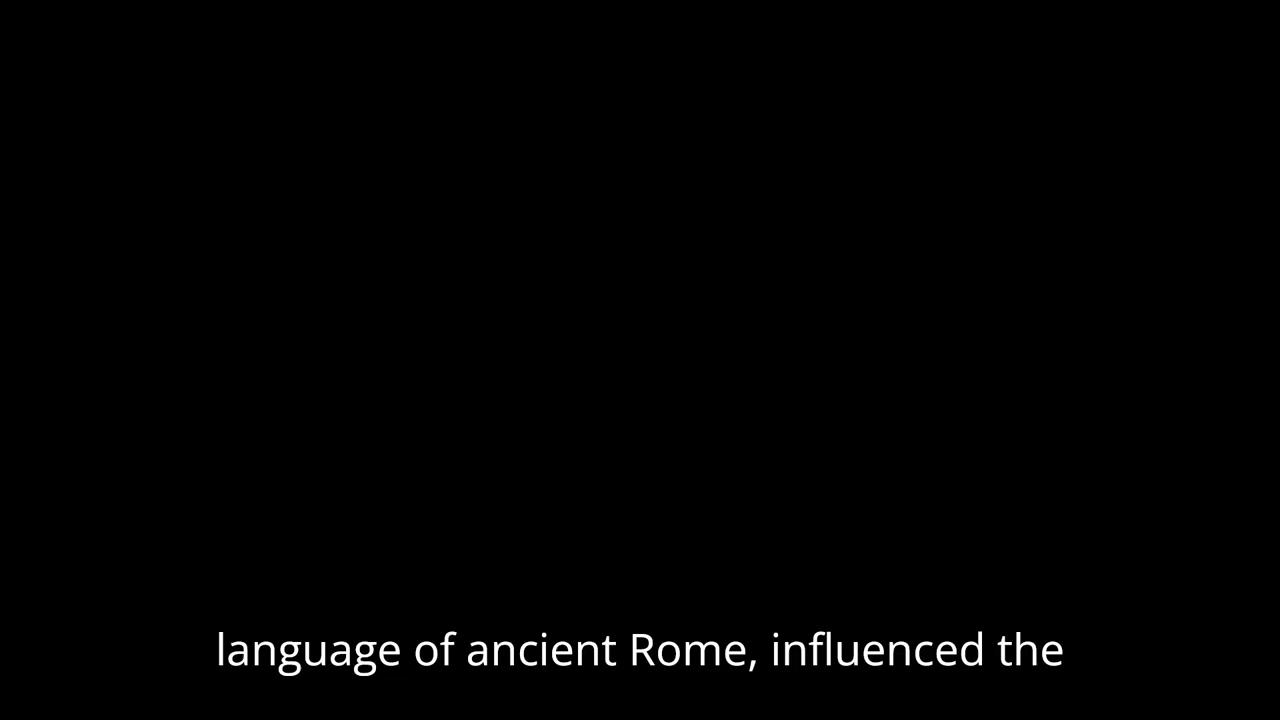 language of ancient Rome, influenced the